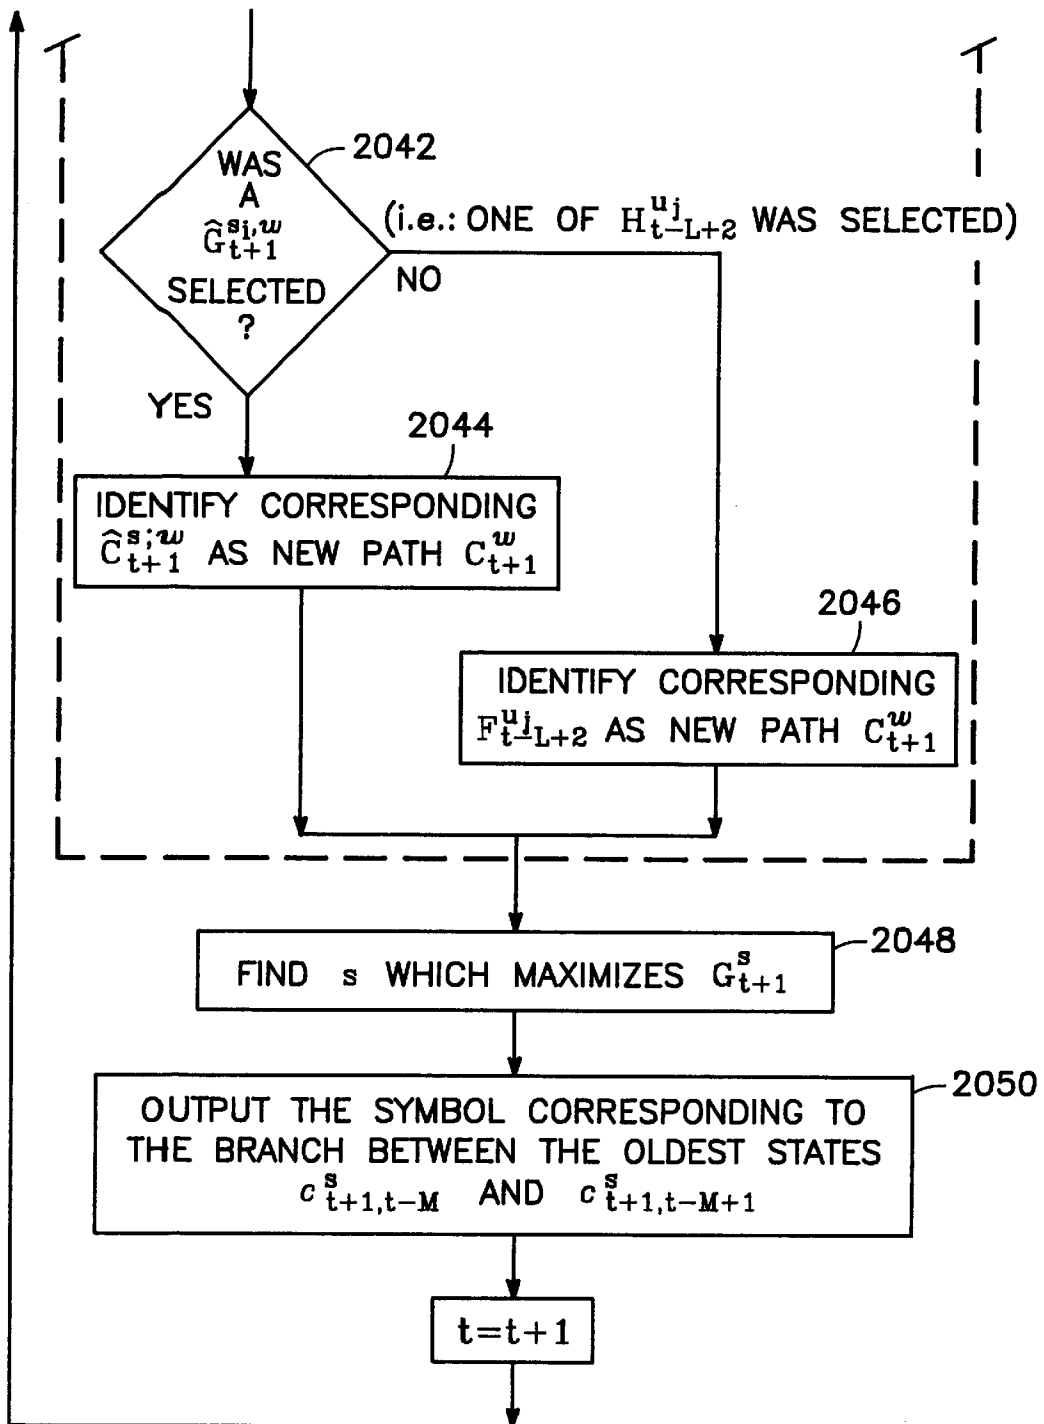 2042
WAS
A
Ĝ^{si,w}_{t+1}
SELECTED
?
(i.e.: ONE OF H^{uj}_{t-L+2} WAS SELECTED)
NO
YES
2044
IDENTIFY CORRESPONDING
Ĉ^{s;w}_{t+1} AS NEW PATH C^{w}_{t+1}
2046
IDENTIFY CORRESPONDING
F^{uj}_{t-L+2} AS NEW PATH C^{w}_{t+1}
2048
FIND s WHICH MAXIMIZES G^{s}_{t+1}
2050
OUTPUT THE SYMBOL CORRESPONDING TO
THE BRANCH BETWEEN THE OLDEST STATES
c^{s}_{t+1,t-M} AND c^{s}_{t+1,t-M+1}
t=t+1